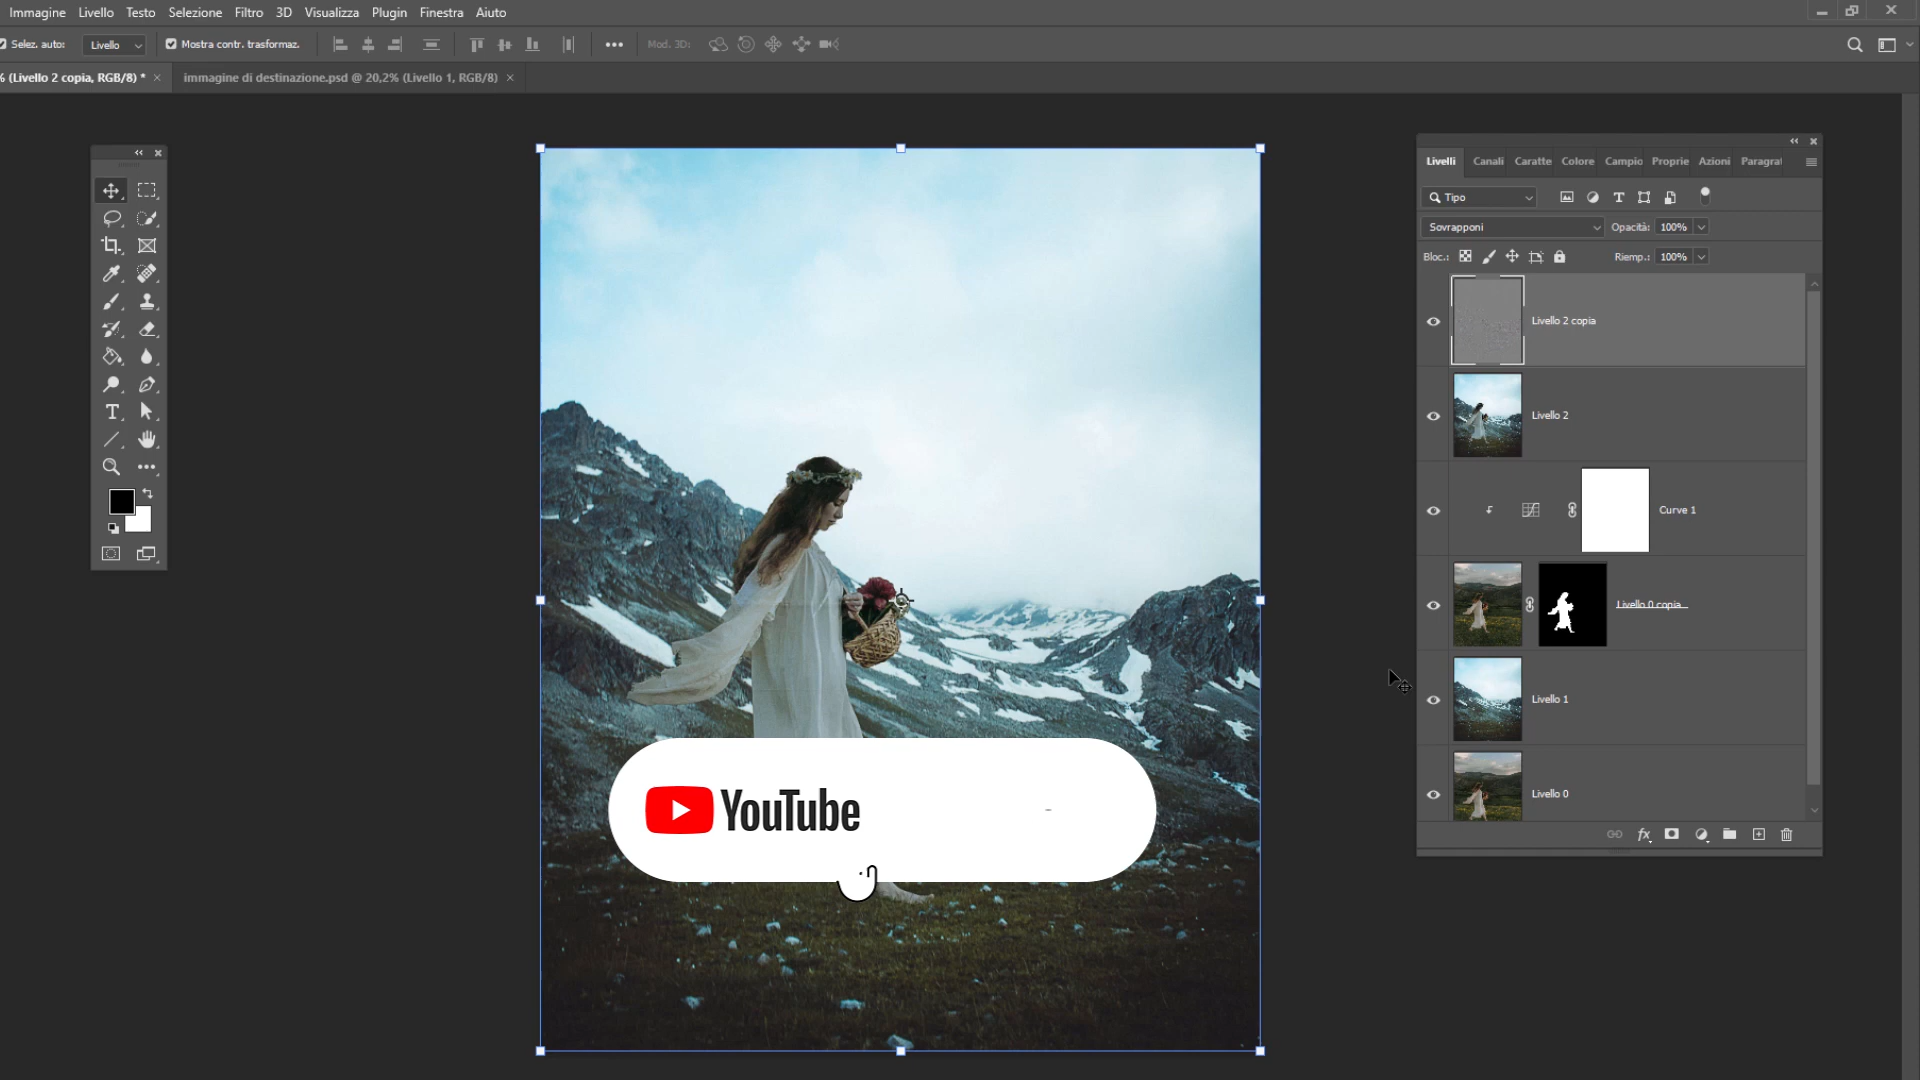 Immagine Livello Testo Selezione Filtro 3D Visualizza Plugin Finestra Aiuto
Selez. auto: Livello Mostra contr. trasformaz. Mod. 3D:
% (Livello 2 copia, RGB/8) * immagine di destinazione.psd @ 20,2% (Livello 1, RGB/8)
Livelli Canali Caratte Colore Campio Proprie Azioni Paragraf
Tipo
Sovrapponi Opacità: 100%
Bloc.: Riemp.: 100%
Livello 2 copia
Livello 2
Curve 1
Livello 0 copia
Livello 1
Livello 0
YouTube